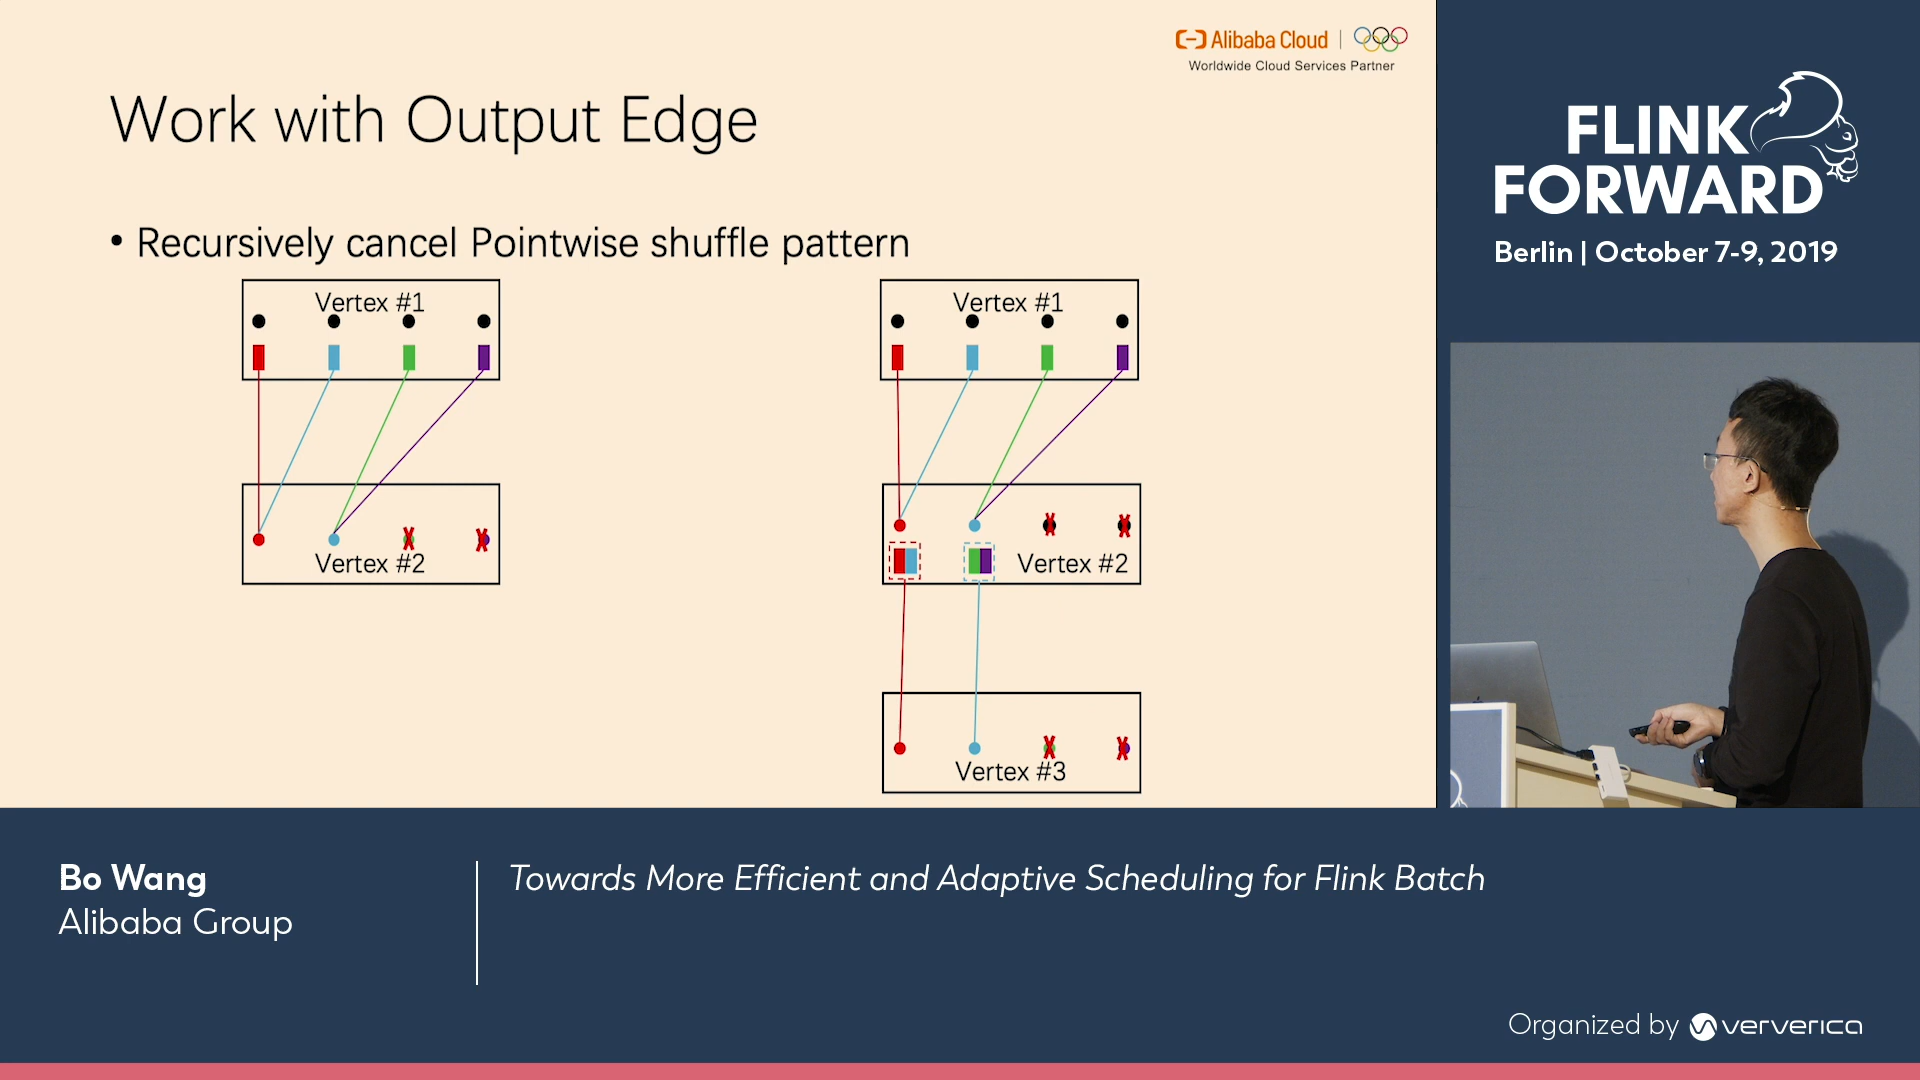 Alibaba Cloud
Worldwide Cloud Services Partner
Work with Output Edge
• Recursively cancel Pointwise shuffle pattern
Vertex #1
Vertex #2
Vertex #1
Vertex #2
Vertex #3
FLINK
FORWARD
Berlin | October 7-9, 2019
Bo Wang
Alibaba Group
Towards More Efficient and Adaptive Scheduling for Flink Batch
Organized by ververica